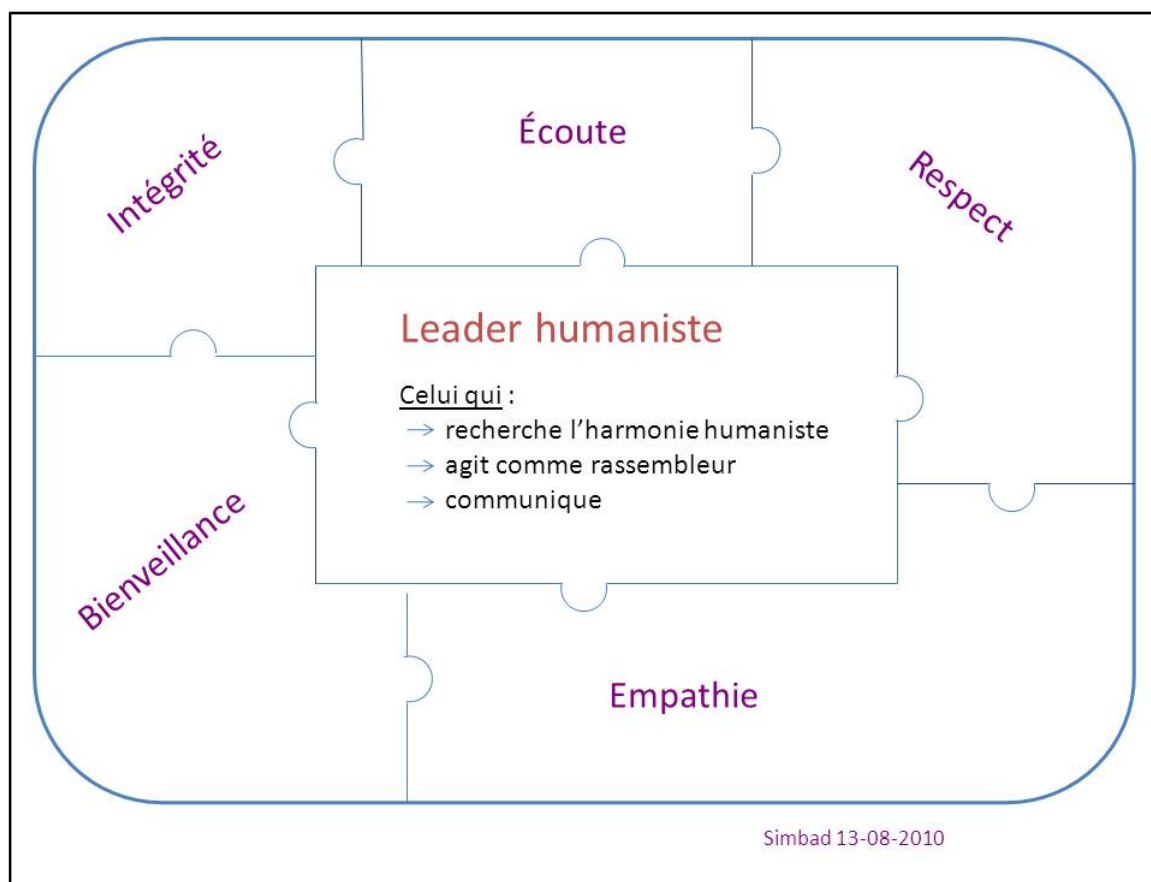 Intégrité
Écoute
Respect
Leader humaniste
Celui qui :
→ recherche l’harmonie humaniste
→ agit comme rassembleur
→ communique
Bienveillance
Empathie
Simbad 13-08-2010